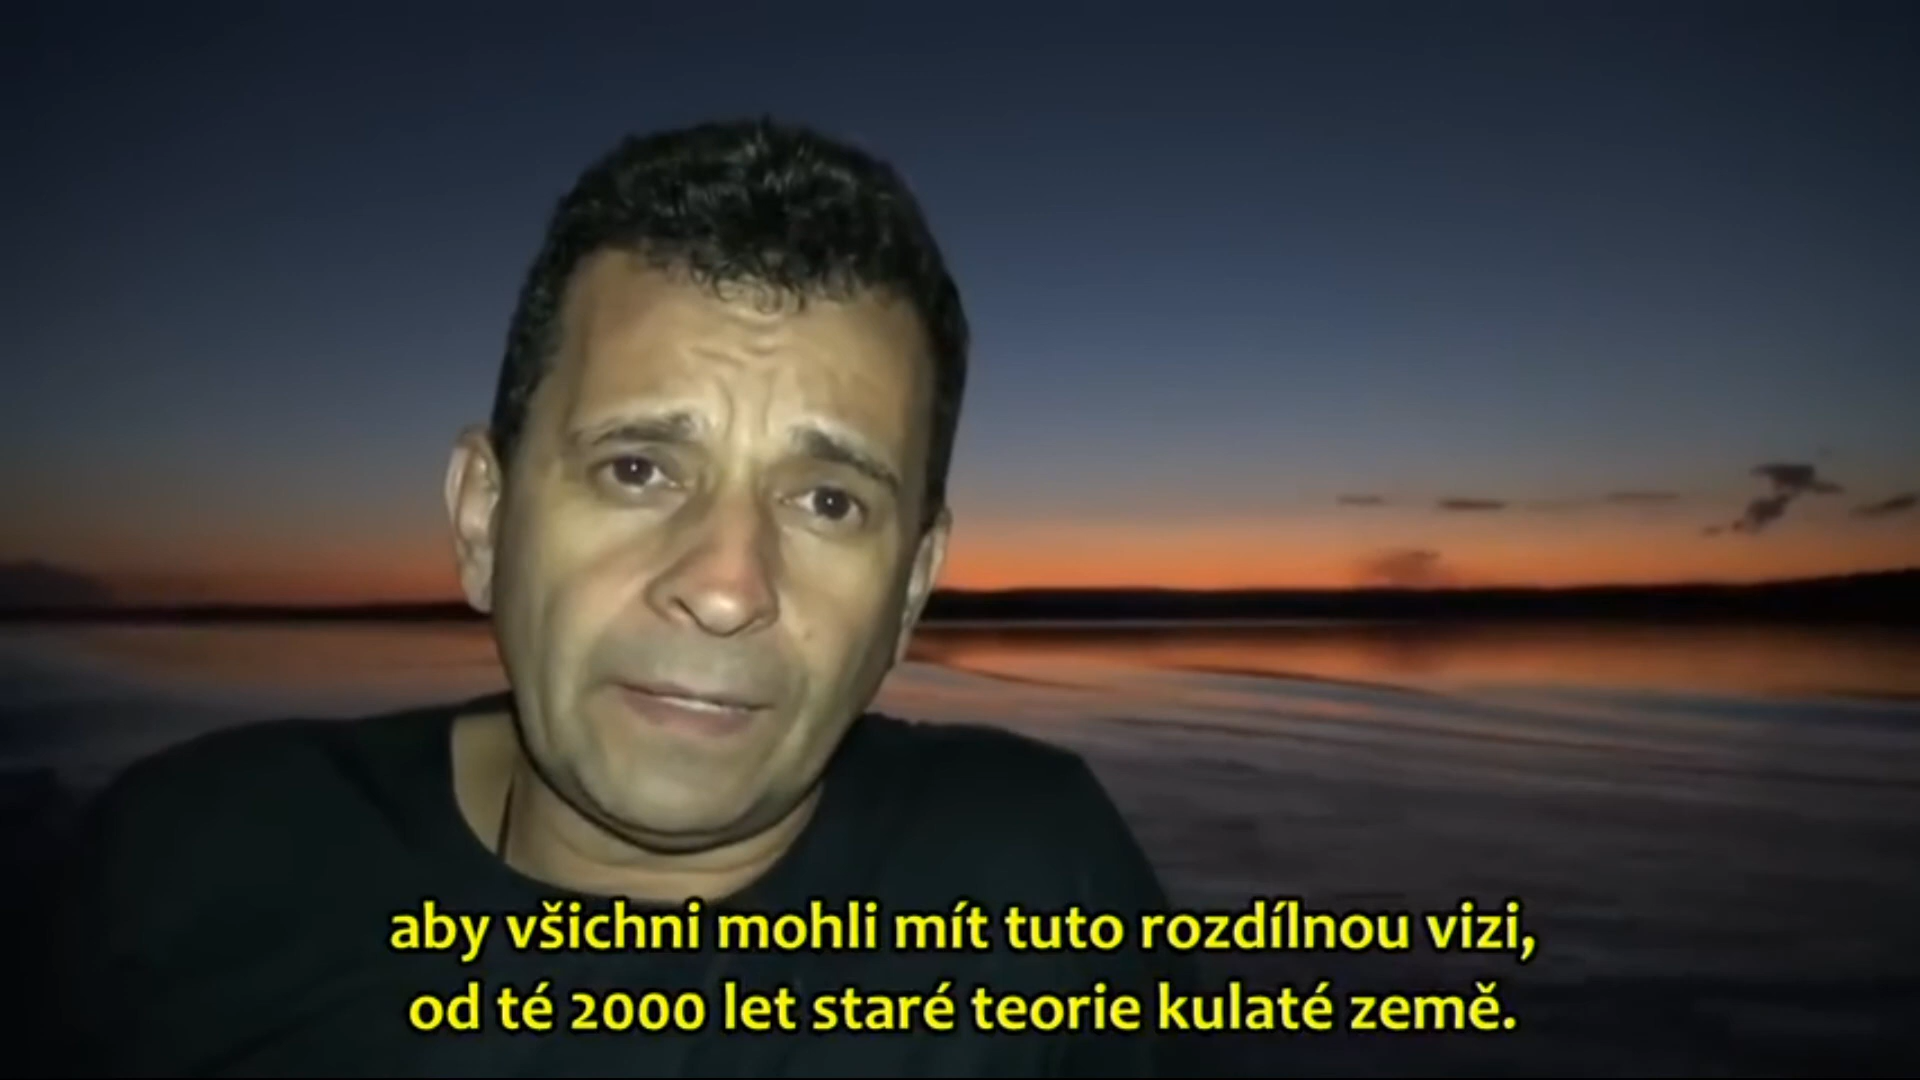 aby všichni mohli mít tuto rozdílnou vizi,
od té 2000 let staré teorie kulaté země.